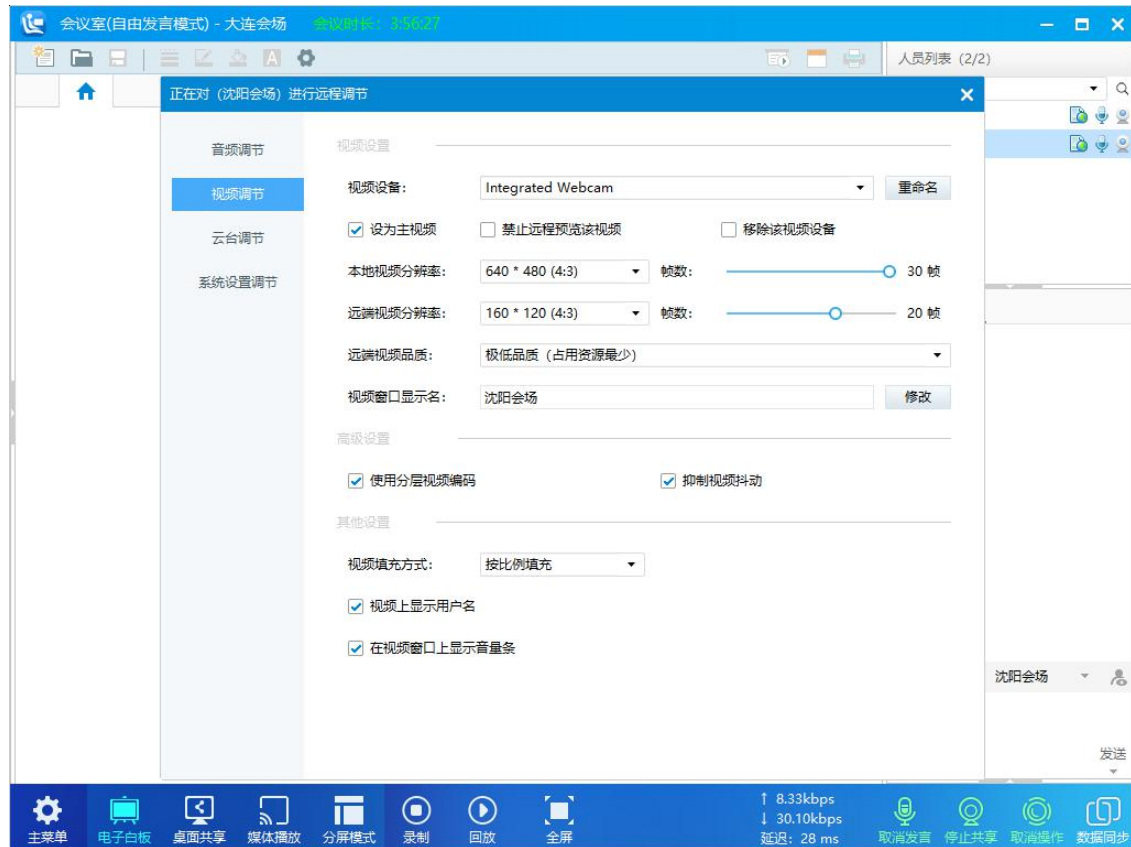 会议室(自由发言模式) - 大连会场 会议时长: 3:56:27
人员列表 (2/2)
正在对 (沈阳会场) 进行远程调节
音频调节
视频调节
云台调节
系统设置调节
视频设置
视频设备: Integrated Webcam 重命名
设为主视频 禁止远程预览该视频 移除该视频设备
本地视频分辨率: 640 * 480 (4:3) 帧数: 30 帧
远端视频分辨率: 160 * 120 (4:3) 帧数: 20 帧
远端视频品质: 极低品质 (占用资源最少)
视频窗口显示名: 沈阳会场 修改
高级设置
使用分层视频编码 抑制视频抖动
其他设置
视频填充方式: 按比例填充
视频上显示用户名
在视频窗口上显示音量条
沈阳会场
发送
主菜单 电子白板 桌面共享 媒体播放 分屏模式 录制 回放 全屏
↑ 8.33kbps
↓ 30.10kbps
延迟: 28 ms
取消发言 停止共享 取消操作 数据同步